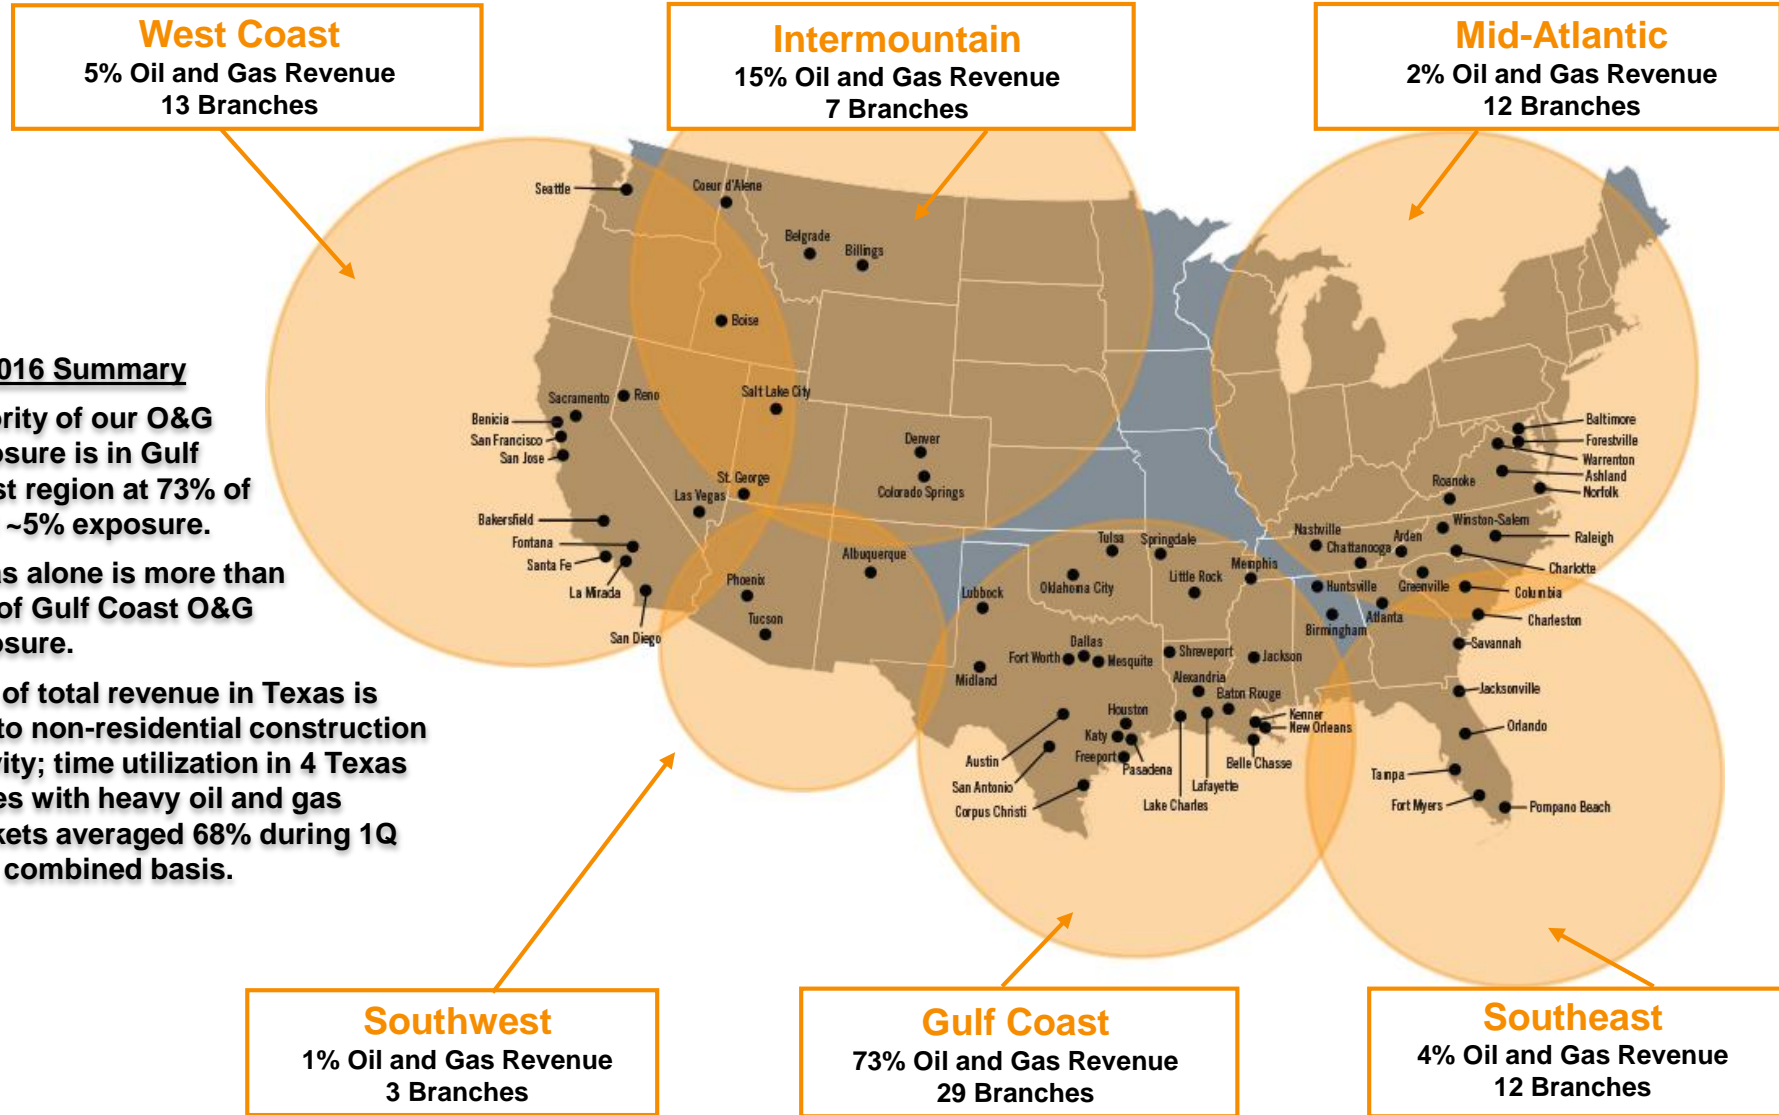 West Coast
5% Oil and Gas Revenue
13 Branches
Intermountain
15% Oil and Gas Revenue
7 Branches
Mid-Atlantic
2% Oil and Gas Revenue
12 Branches
016 Summary
ority of our O&G
osure is in Gulf
st region at 73% of
~5% exposure.
as alone is more than
of Gulf Coast O&G
osure.
of total revenue in Texas is
to non-residential construction
vity; time utilization in 4 Texas
es with heavy oil and gas
kets averaged 68% during 1Q
combined basis.
Seattle
Coeur d'Alene
Belgrade
Billings
Boise
Salt Lake City
Reno
Sacramento
Benicia
San Francisco
San Jose
St. George
Las Vegas
Denver
Colorado Springs
Bakersfield
Fontana
Santa Fe
La Mirada
San Diego
Phoenix
Tucson
Albuquerque
Lubbock
Midland
Tulsa
Springdale
Oklahoma City
Little Rock
Memphis
Dallas
Fort Worth
Mesquite
Shreveport
Jackson
Alexandria
Baton Rouge
Kenner
New Orleans
Houston
Katy
Freeport
Pasadena
Austin
San Antonio
Corpus Christi
Lake Charles
Lafayette
Belle Chasse
Nashville
Chattanooga
Arden
Huntsville
Birmingham
Atlanta
Greenville
Baltimore
Forestville
Warrenton
Ashland
Norfolk
Roanoke
Winston-Salem
Raleigh
Charlotte
Columbia
Charleston
Savannah
Jacksonville
Orlando
Tampa
Fort Myers
Pompano Beach
Southwest
1% Oil and Gas Revenue
3 Branches
Gulf Coast
73% Oil and Gas Revenue
29 Branches
Southeast
4% Oil and Gas Revenue
12 Branches